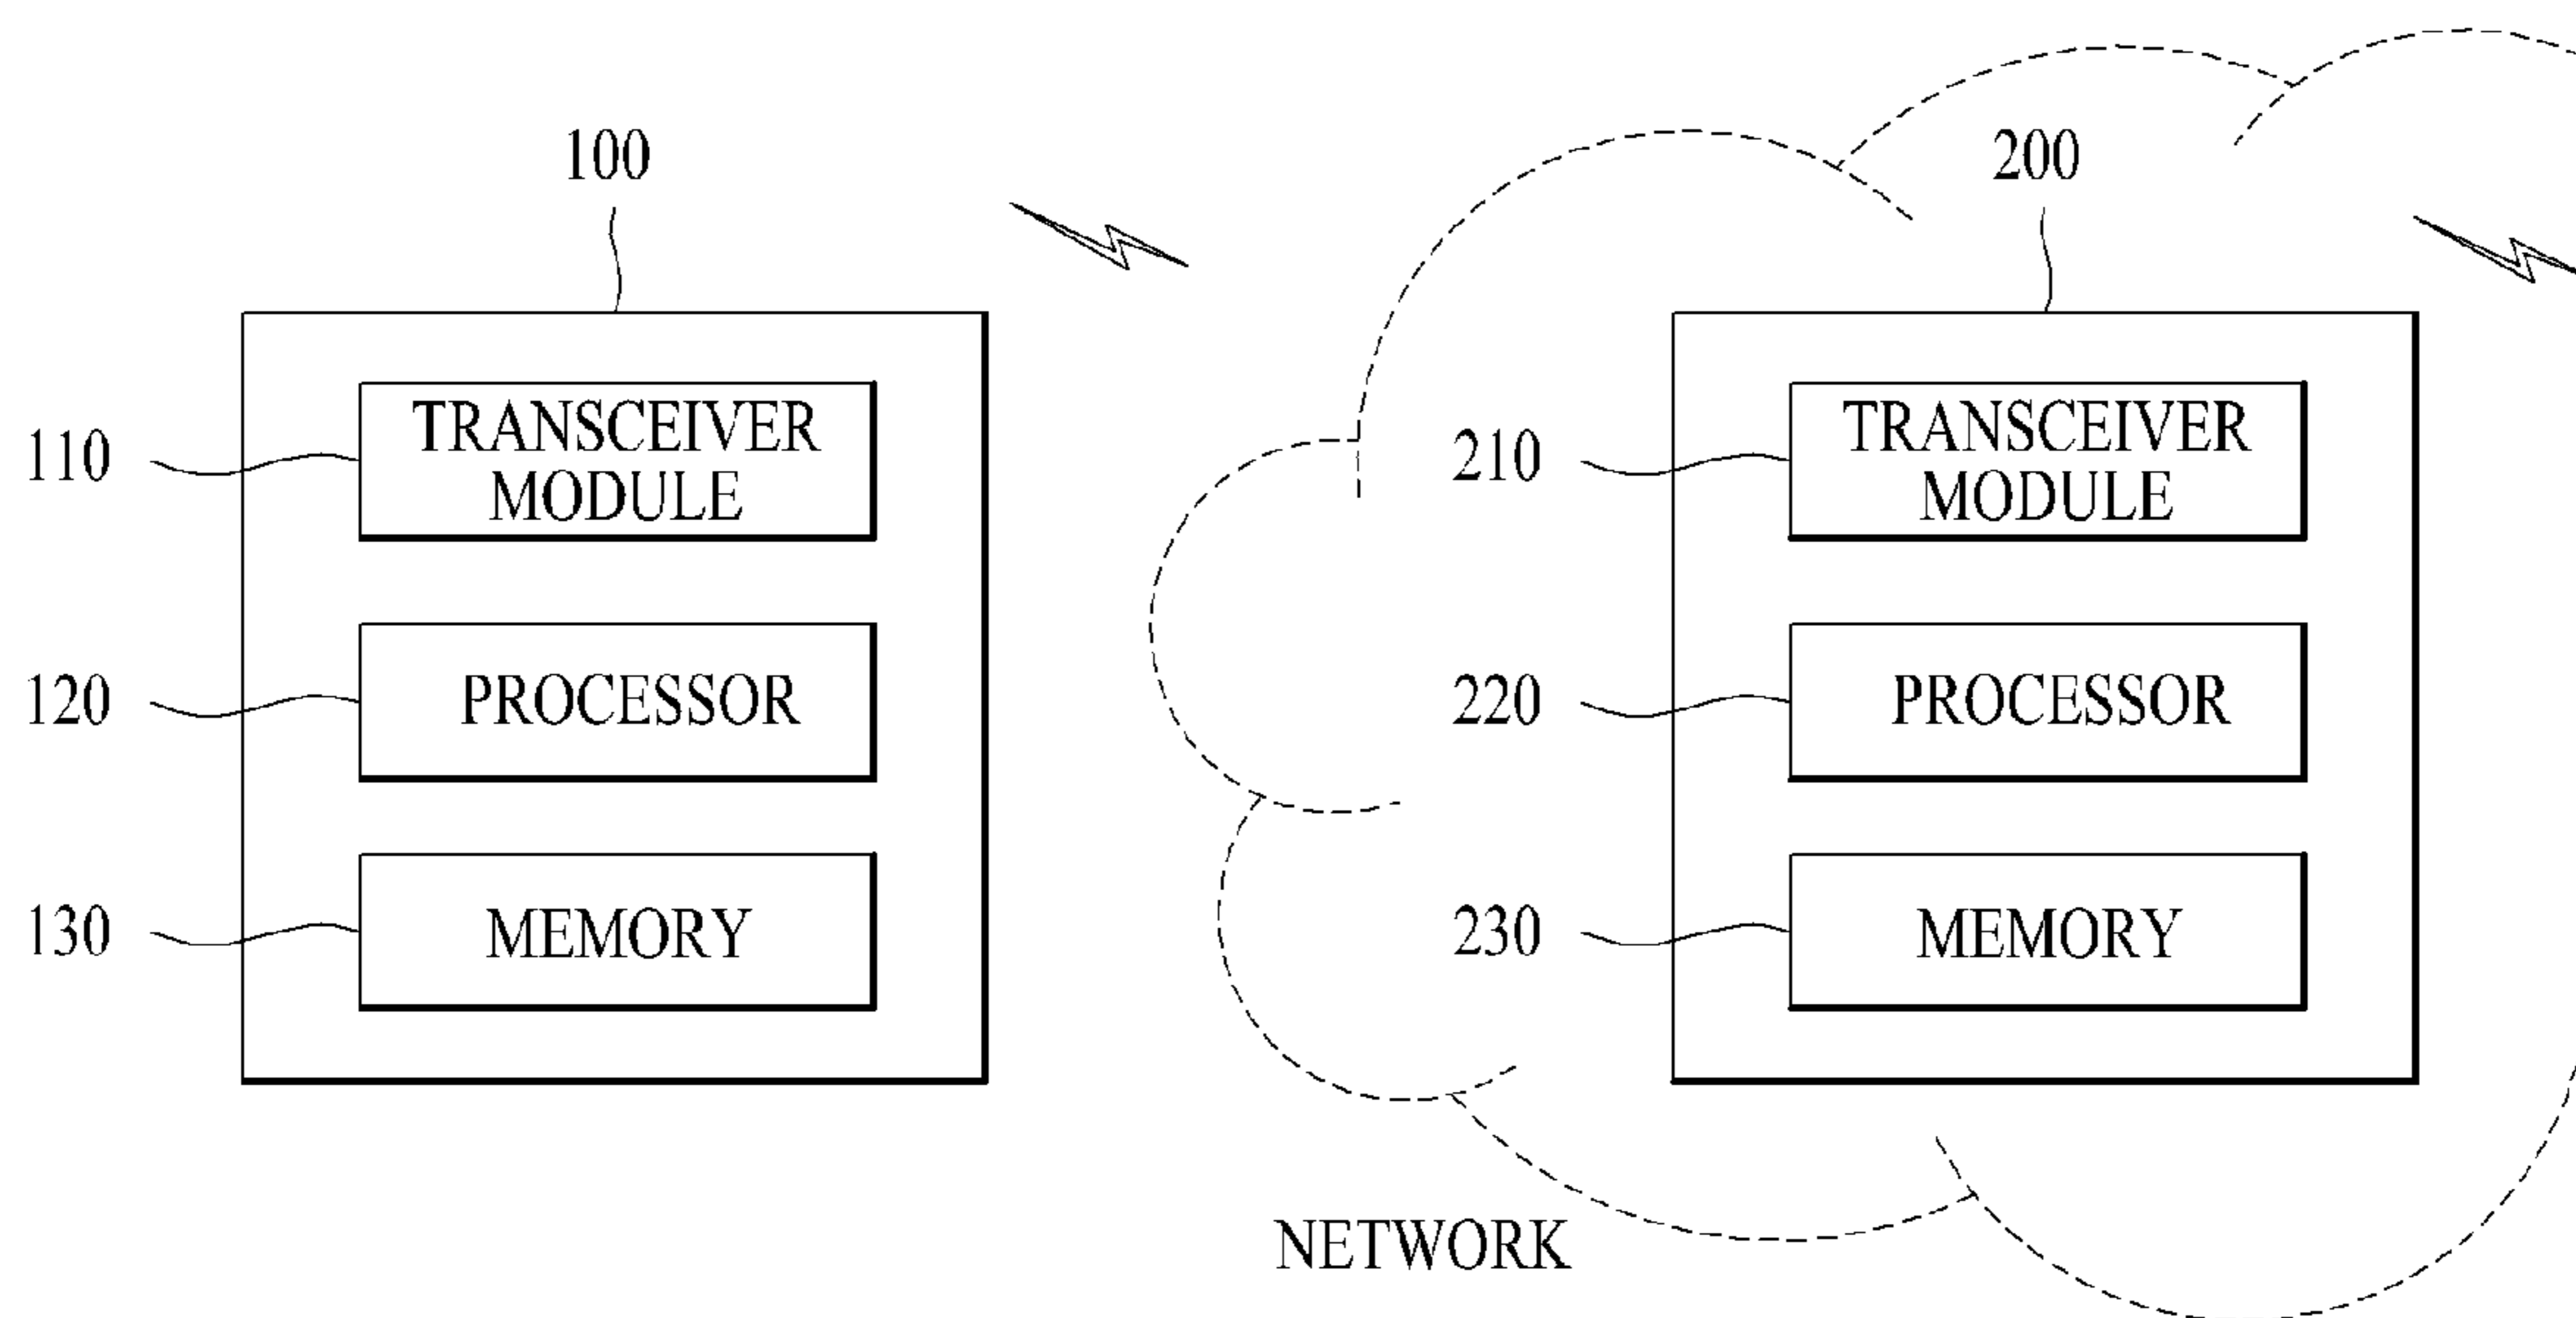 100
200
110
TRANSCEIVER
MODULE
210
TRANSCEIVER
MODULE
120
PROCESSOR
220
PROCESSOR
130
MEMORY
230
MEMORY
NETWORK